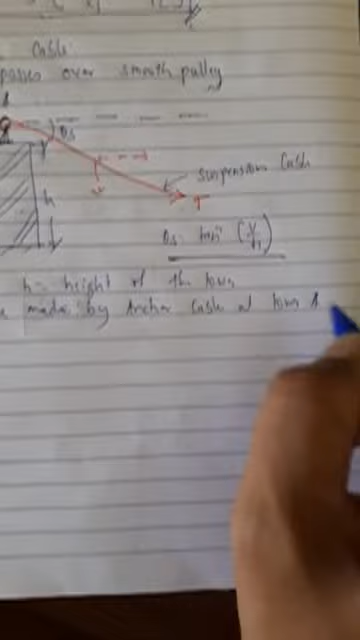 Cable
passes over smooth pulley
θs
suspension Cable
h
T
θs = tan⁻¹ (V/H)
h = height of the tower
made by Anchor Cable at tower